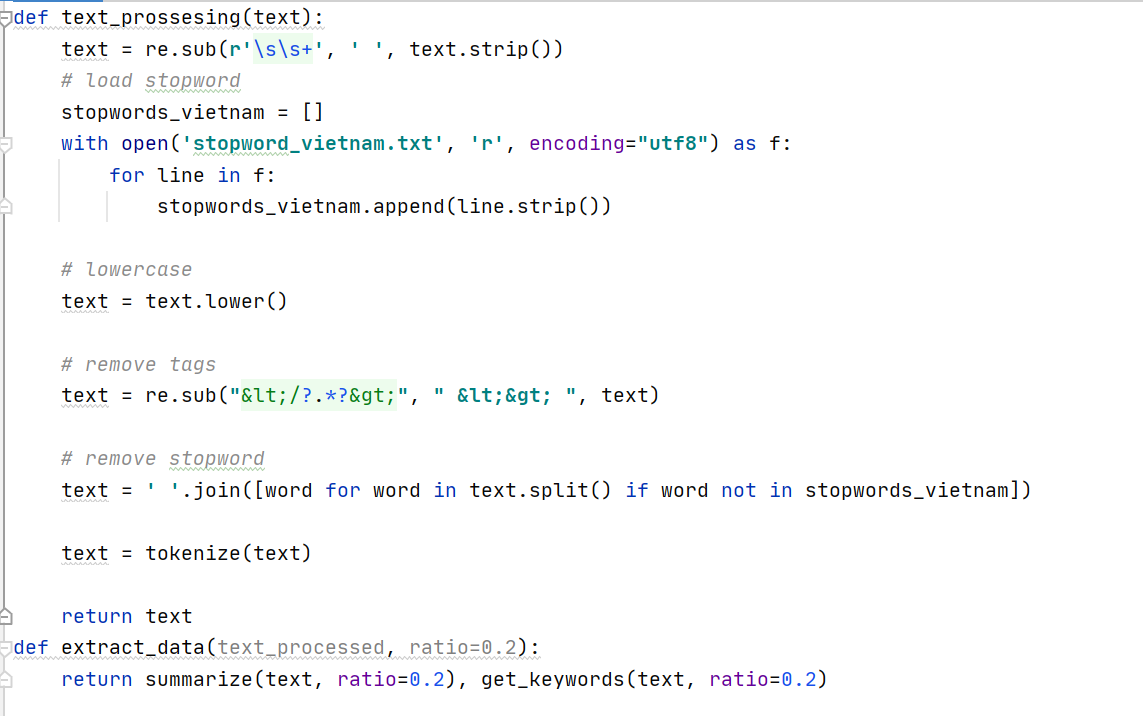 def text_prossesing(text):
    text = re.sub(r'\s\s+', ' ', text.strip())
    # load stopword
    stopwords_vietnam = []
    with open('stopword_vietnam.txt', 'r', encoding="utf8") as f:
        for line in f:
            stopwords_vietnam.append(line.strip())
    # lowercase
    text = text.lower()
    # remove tags
    text = re.sub("&lt;/?.*?&gt;", " &lt;&gt; ", text)
    # remove stopword
    text = ' '.join([word for word in text.split() if word not in stopwords_vietnam])
    text = tokenize(text)
    return text
def extract_data(text_processed, ratio=0.2):
    return summarize(text, ratio=0.2), get_keywords(text, ratio=0.2)